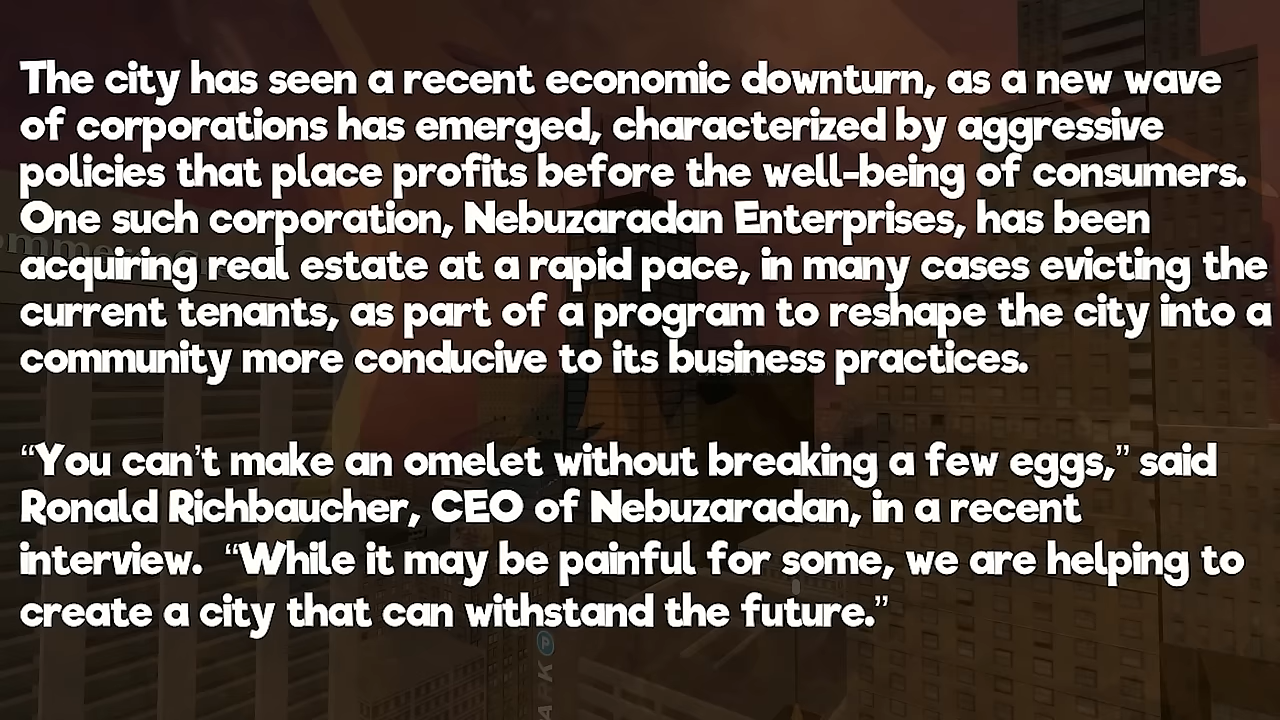 The city has seen a recent economic downturn, as a new wave
of corporations has emerged, characterized by aggressive
policies that place profits before the well-being of consumers.
One such corporation, Nebuzaradan Enterprises, has been
acquiring real estate at a rapid pace, in many cases evicting the
current tenants, as part of a program to reshape the city into a
community more conducive to its business practices.
“You can’t make an omelet without breaking a few eggs,” said
Ronald Richbaucher, CEO of Nebuzaradan, in a recent
interview.  “While it may be painful for some, we are helping to
create a city that can withstand the future.”
P